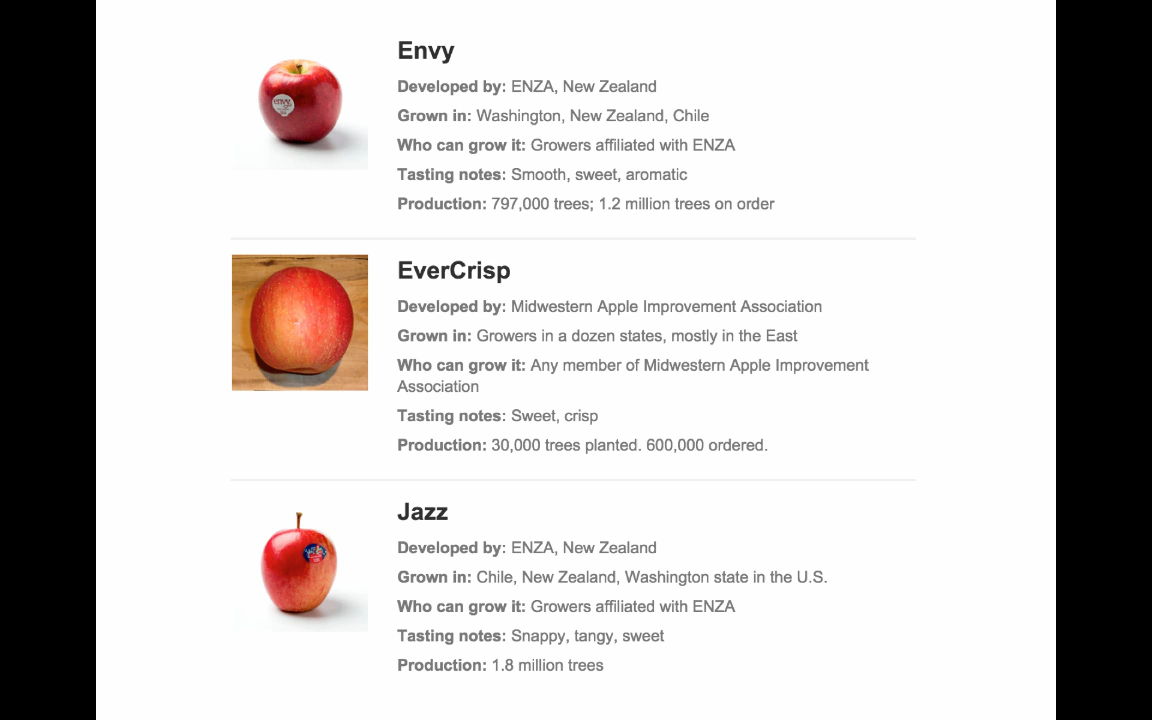 Envy
Developed by: ENZA, New Zealand
Grown in: Washington, New Zealand, Chile
envy
Who can grow it: Growers affiliated with ENZA
Tasting notes: Smooth, sweet, aromatic
Production: 797,000 trees; 1.2 million trees on order
EverCrisp
Developed by: Midwestern Apple Improvement Association
Grown in: Growers in a dozen states, mostly in the East
Who can grow it: Any member of Midwestern Apple Improvement
Association
Tasting notes: Sweet, crisp
Production: 30,000 trees planted. 600,000 ordered.
Jazz
Developed by: ENZA, New Zealand
Grown in: Chile, New Zealand, Washington state in the U.S.
Who can grow it: Growers affiliated with ENZA
Tasting notes: Snappy, tangy, sweet
Production: 1.8 million trees